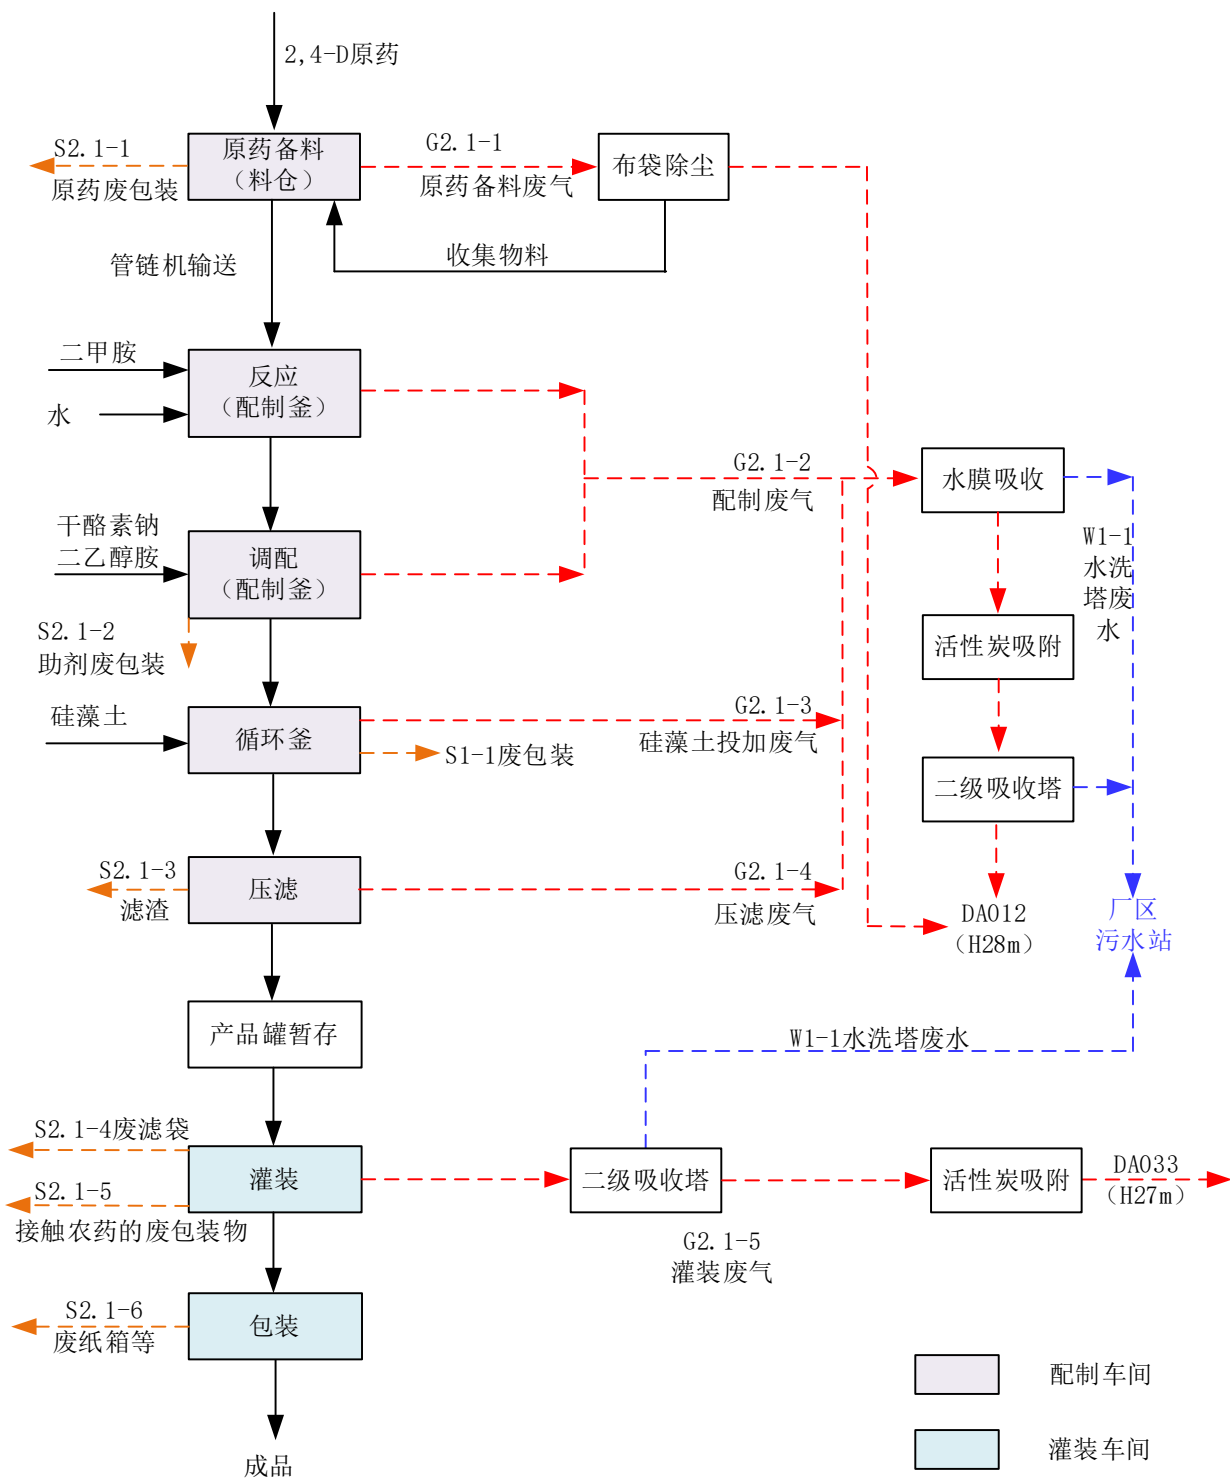 2,4-D原药
S2.1-1
原药废包装
原药备料
（料仓）
G2.1-1
原药备料废气
布袋除尘
收集物料
管链机输送
二甲胺
水
反应
（配制釜）
G2.1-2
配制废气
水膜吸收
W1-1
水洗
塔废
水
干酪素钠
二乙醇胺
调配
（配制釜）
S2.1-2
助剂废包装
活性炭吸附
硅藻土
循环釜
G2.1-3
硅藻土投加废气
S1-1废包装
二级吸收塔
S2.1-3
滤渣
压滤
G2.1-4
压滤废气
DA012
（H28m）
厂区
污水站
产品罐暂存
W1-1水洗塔废水
S2.1-4废滤袋
S2.1-5
接触农药的废包装物
灌装
二级吸收塔
G2.1-5
灌装废气
活性炭吸附
DA033
（H27m）
S2.1-6
废纸箱等
包装
成品
配制车间
灌装车间